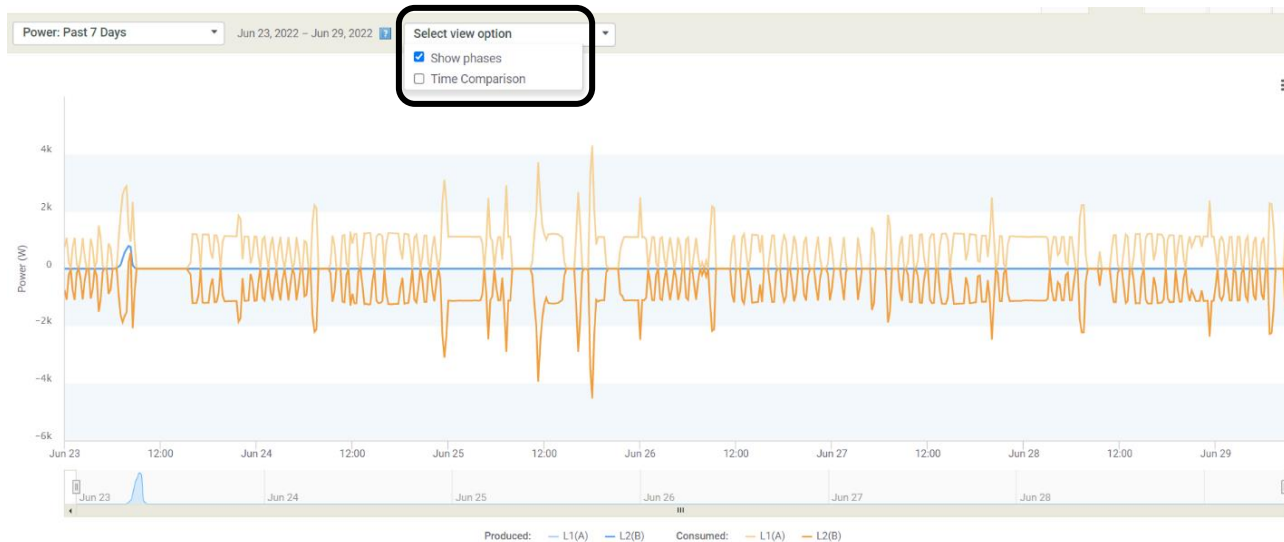 Power: Past 7 Days
Jun 23, 2022 – Jun 29, 2022 ?
Select view option
Show phases
Time Comparison
4k
2k
0
−2k
−4k
−6k
Power (W)
Jun 23 12:00 Jun 24 12:00 Jun 25 12:00 Jun 26 12:00 Jun 27 12:00 Jun 28 12:00 Jun 29
Jun 23 Jun 24 Jun 25 Jun 26 Jun 27 Jun 28
Produced: L1(A) L2(B) Consumed: L1(A) L2(B)